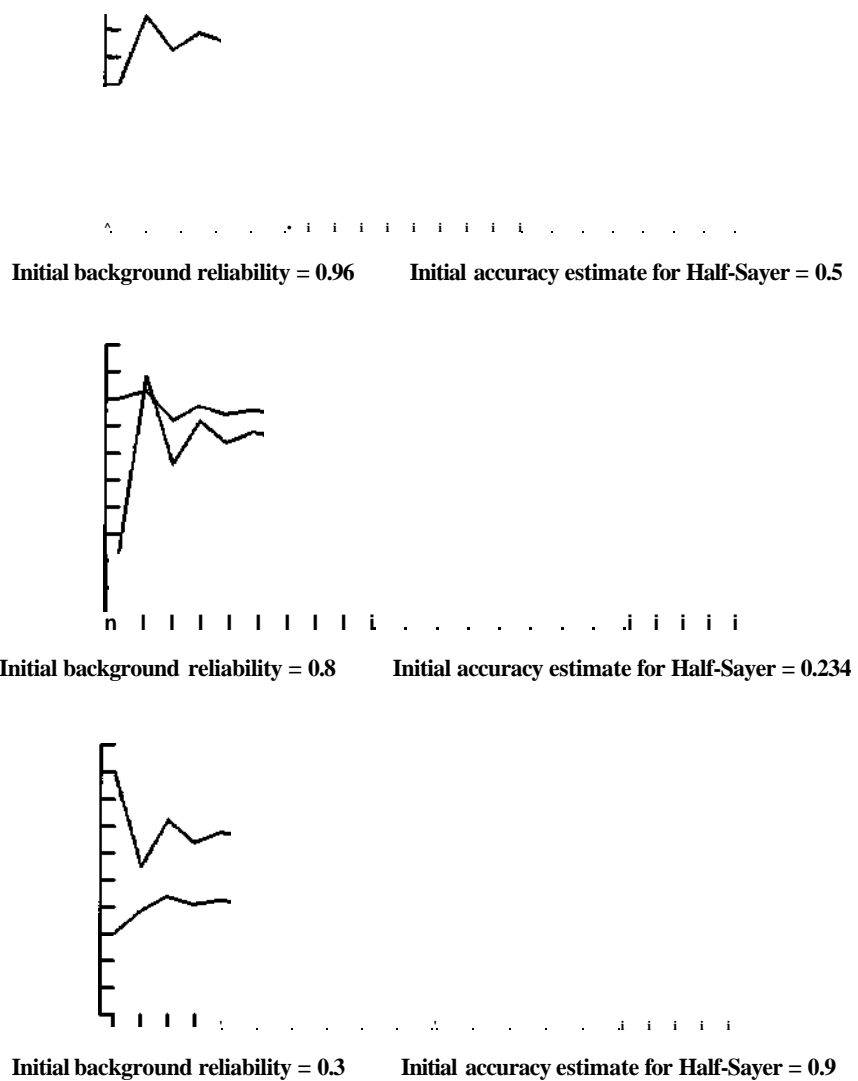 Initial background reliability = 0.96 Initial accuracy estimate for Half-Sayer = 0.5
Initial background reliability = 0.8 Initial accuracy estimate for Half-Sayer = 0.234
Initial background reliability = 0.3 Initial accuracy estimate for Half-Sayer = 0.9